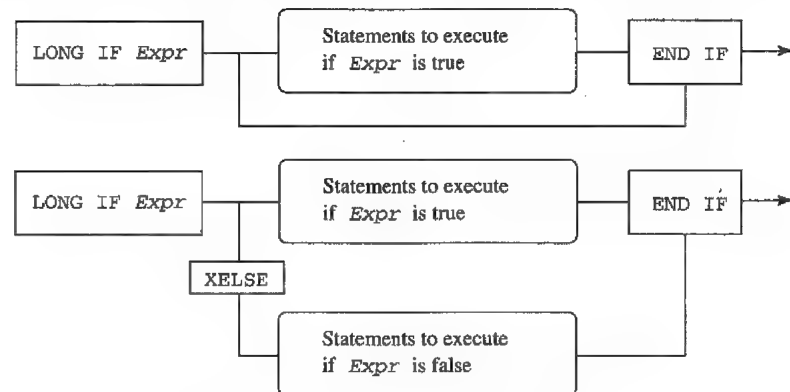 LONG IF Expr
Statements to execute
if Expr is true
END IF
LONG IF Expr
Statements to execute
if Expr is true
END IF
XELSE
Statements to execute
if Expr is false